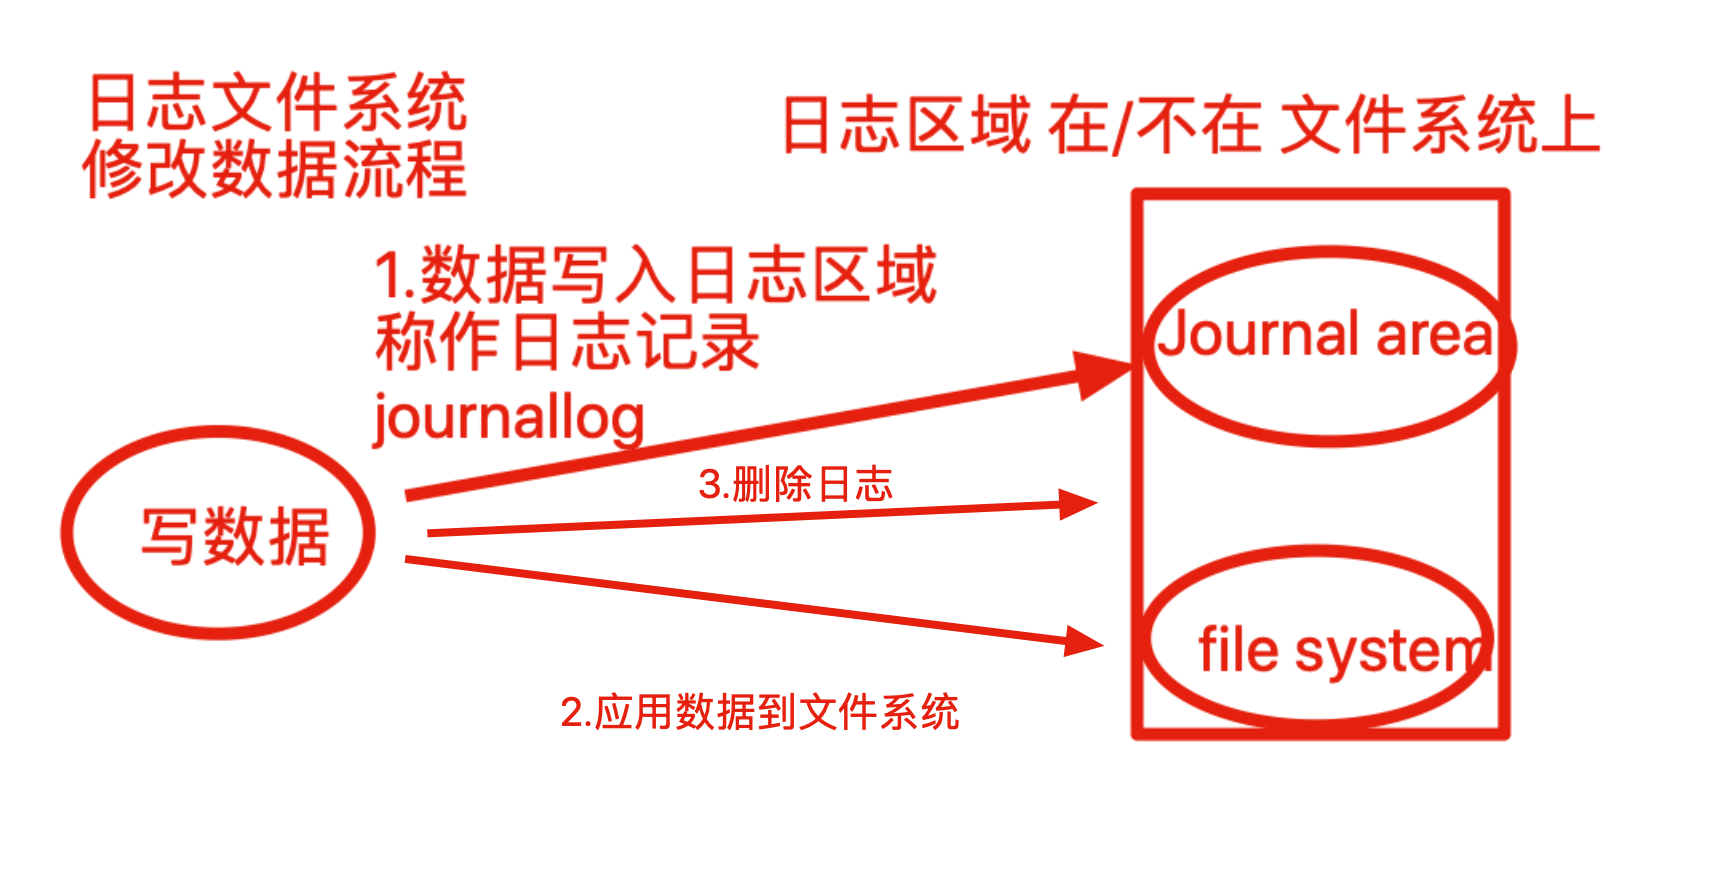 日志文件系统
修改数据流程
日志区域 在/不在 文件系统上
1.数据写入日志区域
称作日志记录
journallog
Journal area
3.删除日志
写数据
file system
2.应用数据到文件系统